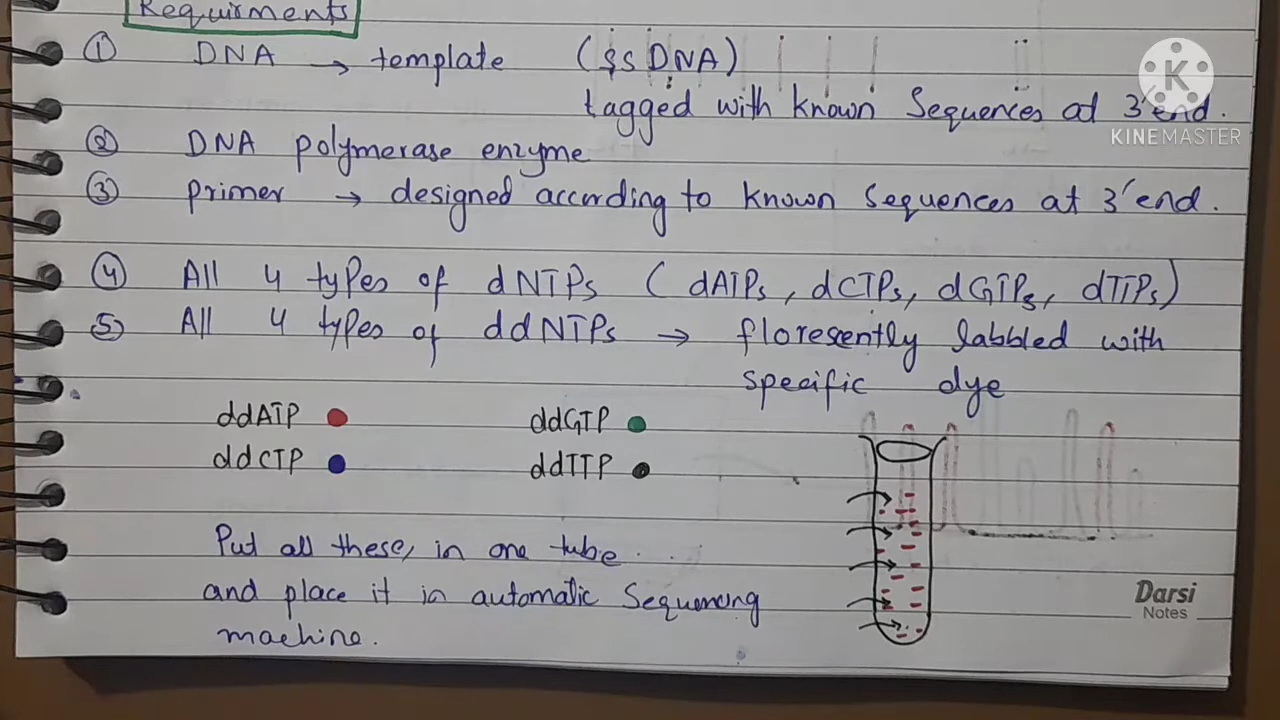 Requirments
① DNA → template (ssDNA)
tagged with known Sequences at 3' end.
② DNA polymerase enzyme
③ primer → designed according to known sequences at 3' end.
④ All 4 types of dNTPs (dATPs, dCTPs, dGTPs, dTTPs)
⑤ All 4 types of ddNTPs → florescently labbled with
specific dye
ddATP ddGTP
ddCTP ddTTP
Put all these, in one tube.
and place it in automatic Sequencing
machine.
K
KINEMASTER
Darsi
Notes